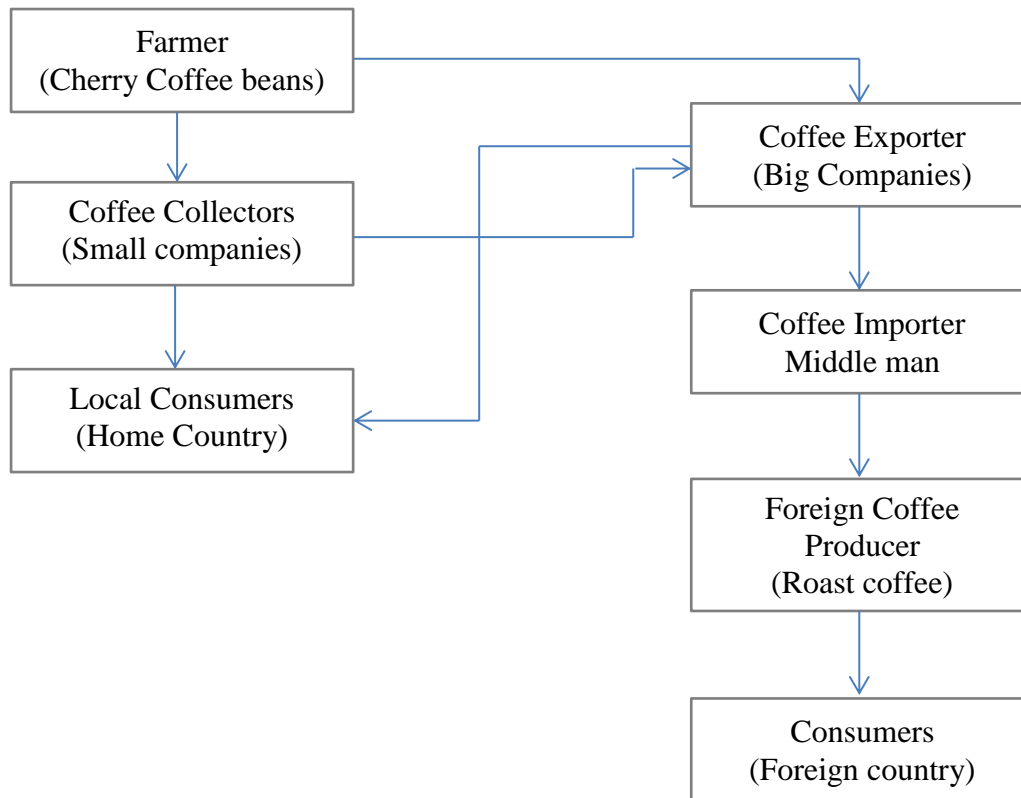 Farmer
(Cherry Coffee beans)
Coffee Exporter
(Big Companies)
Coffee Collectors
(Small companies)
Coffee Importer
Middle man
Local Consumers
(Home Country)
Foreign Coffee
Producer
(Roast coffee)
Consumers
(Foreign country)